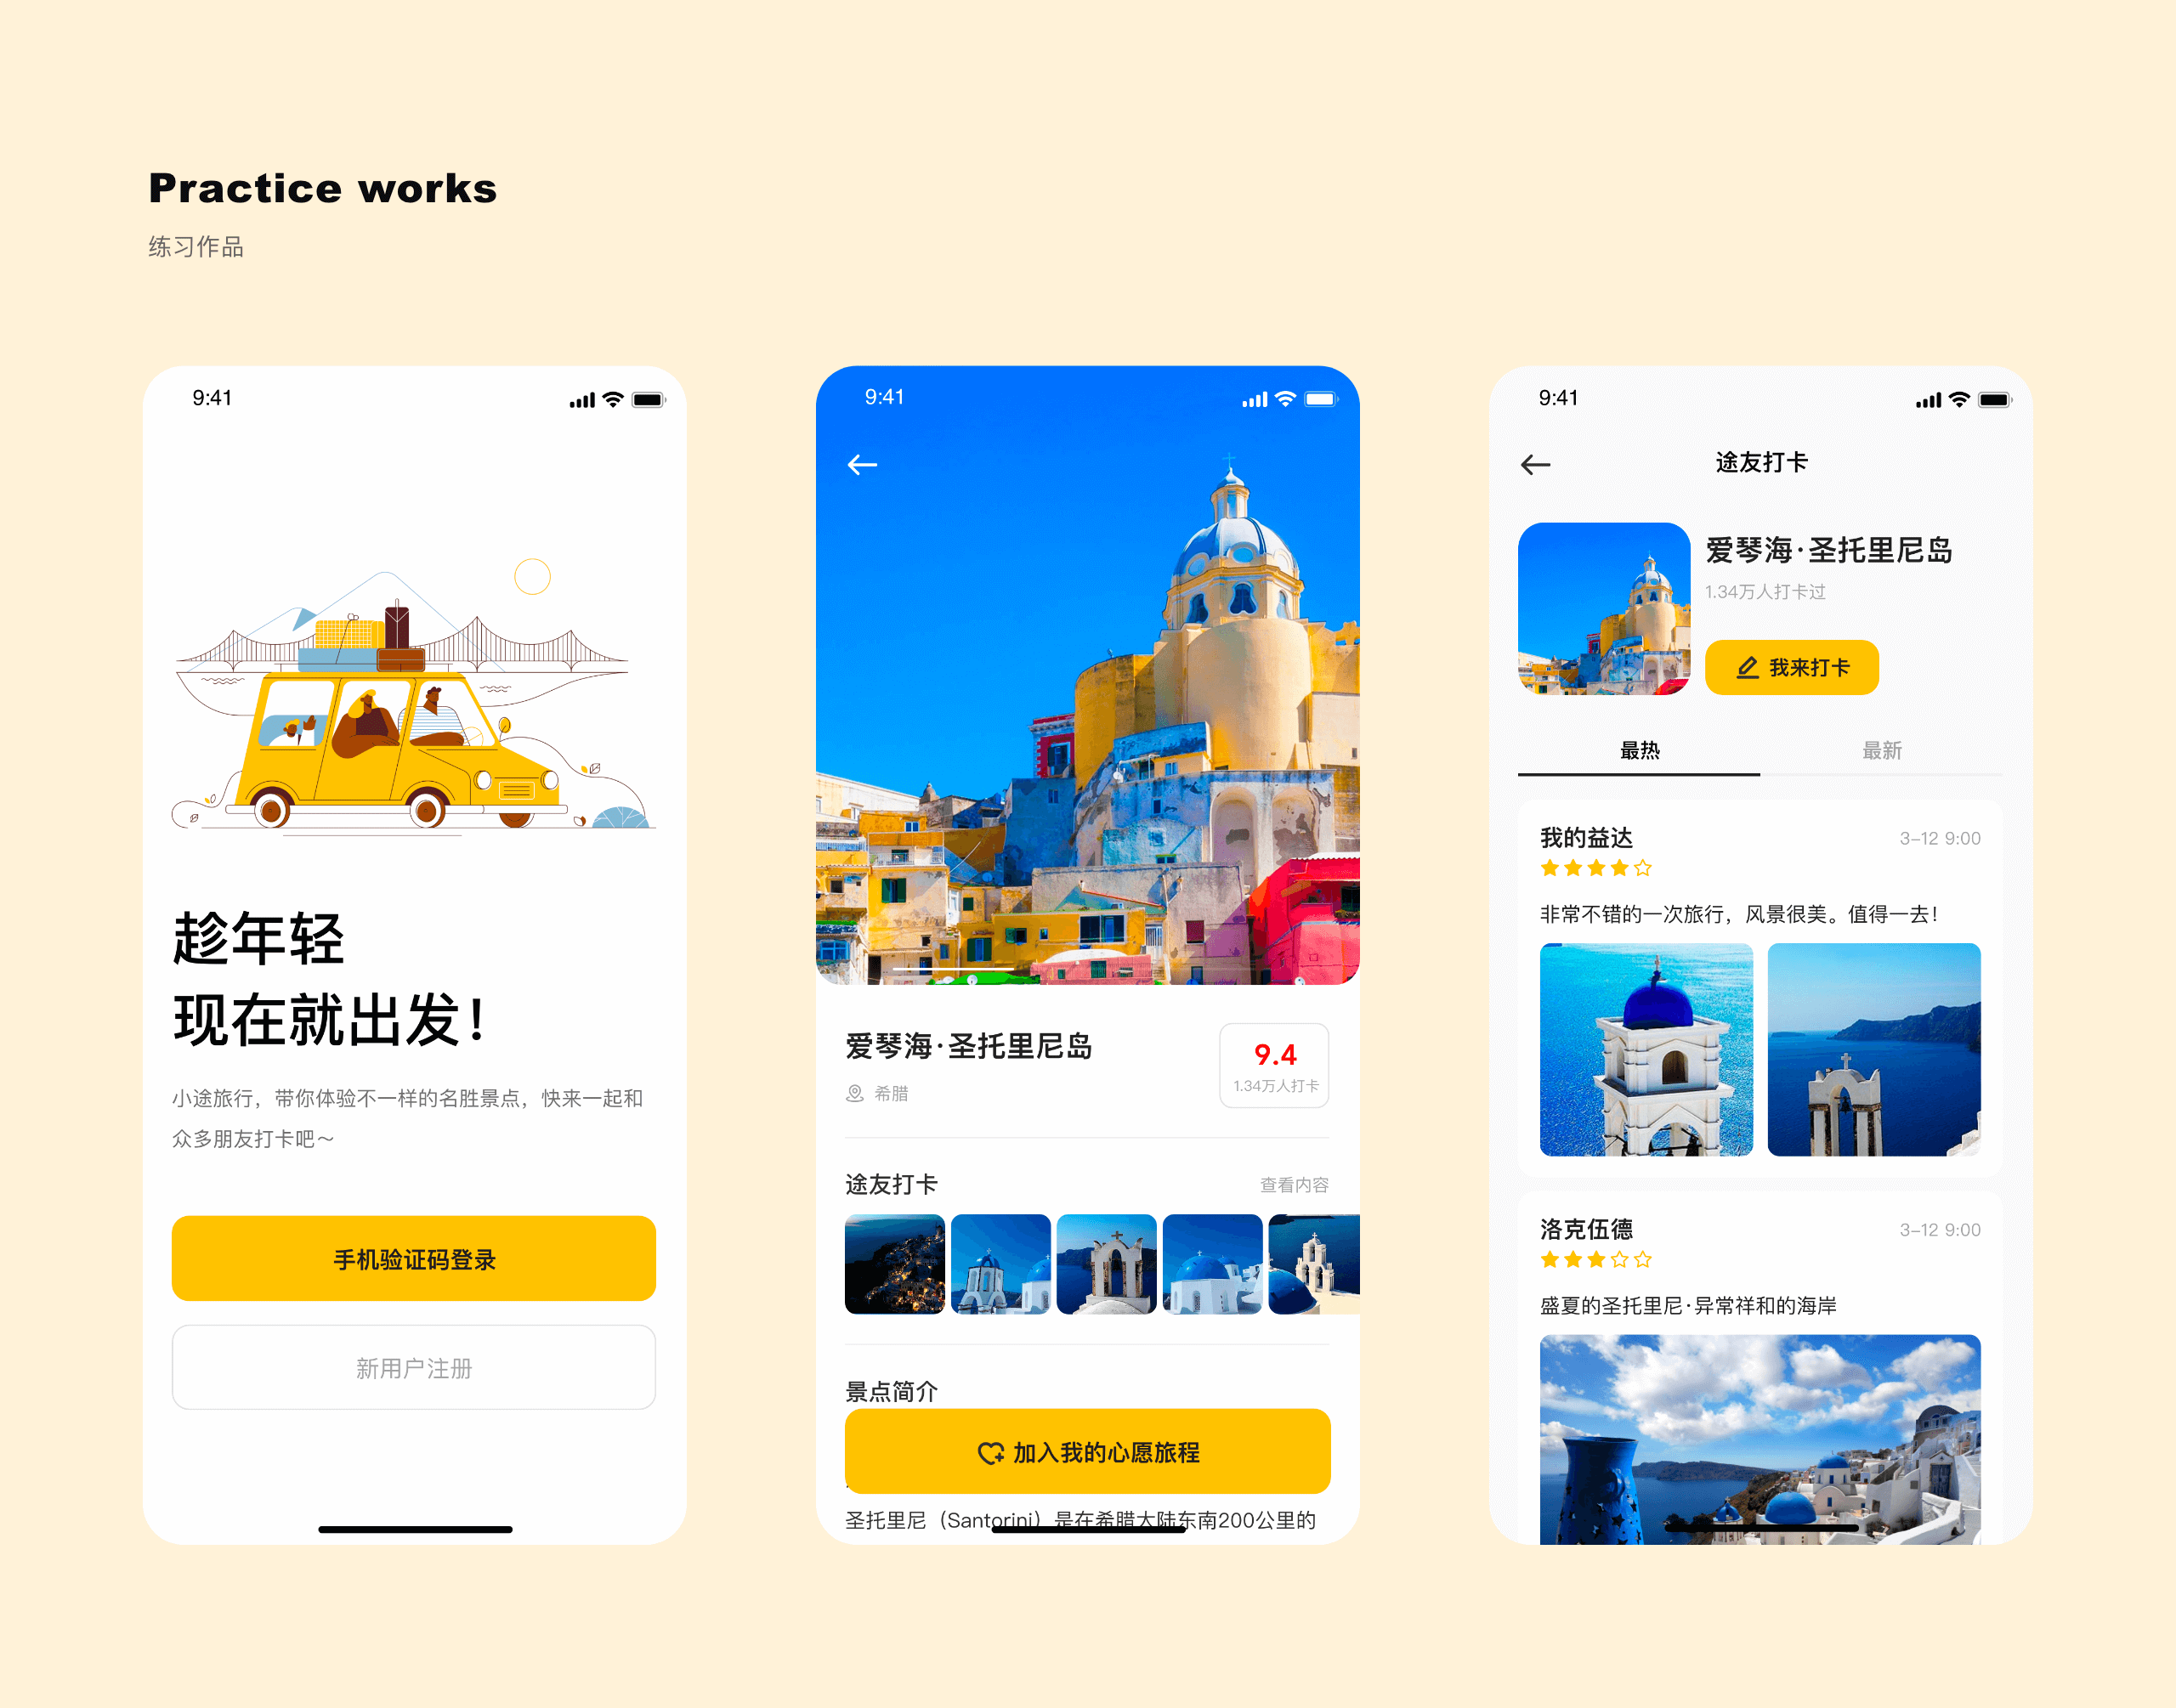 Practice works
练习作品
9:41
趁年轻
现在就出发！
小途旅行，带你体验不一样的名胜景点，快来一起和
众多朋友打卡吧～
手机验证码登录
新用户注册
9:41
爱琴海·圣托里尼岛
希腊
9.4
1.34万人打卡
途友打卡
查看内容
景点简介
加入我的心愿旅程
圣托里尼（Santorini）是在希腊大陆东南200公里的
9:41
途友打卡
爱琴海·圣托里尼岛
1.34万人打卡过
我来打卡
最热
最新
我的益达
3-12 9:00
非常不错的一次旅行，风景很美。值得一去！
洛克伍德
3-12 9:00
盛夏的圣托里尼·异常祥和的海岸